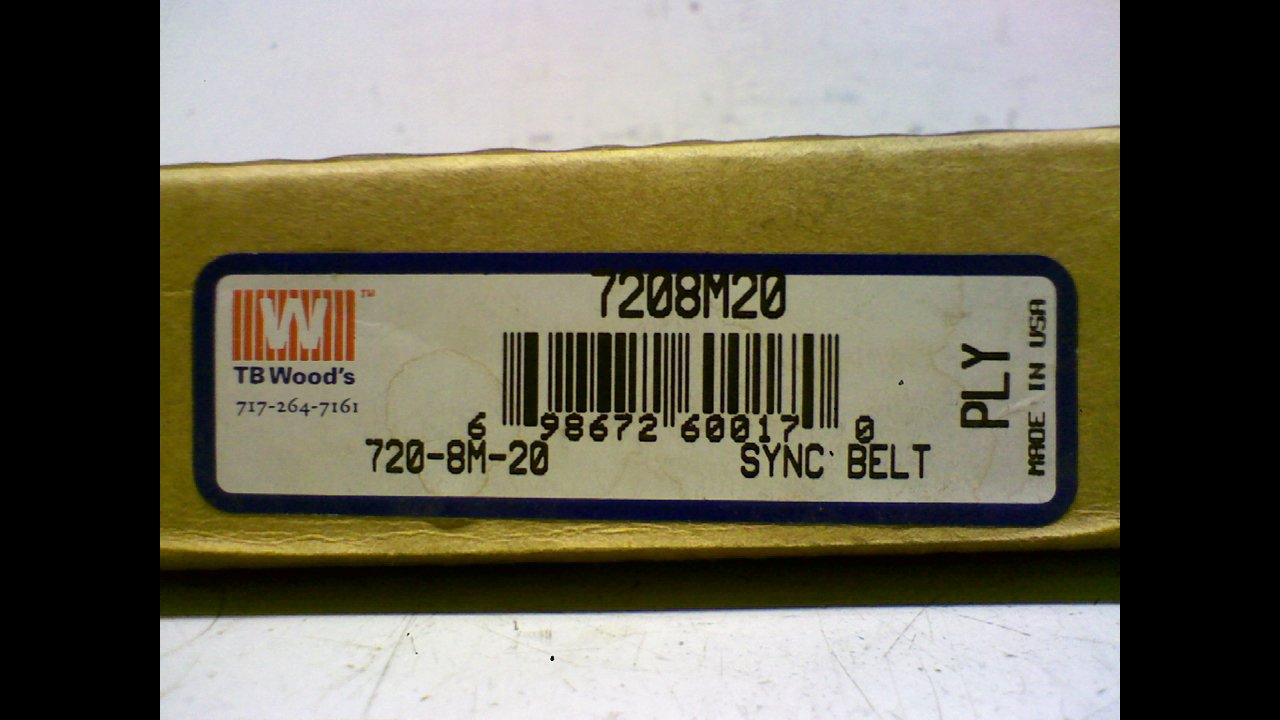 7208M20
W™
TB Wood's
717-264-7161
6 98672 60017 0
720-8M-20 SYNC BELT
PLY
MADE IN USA